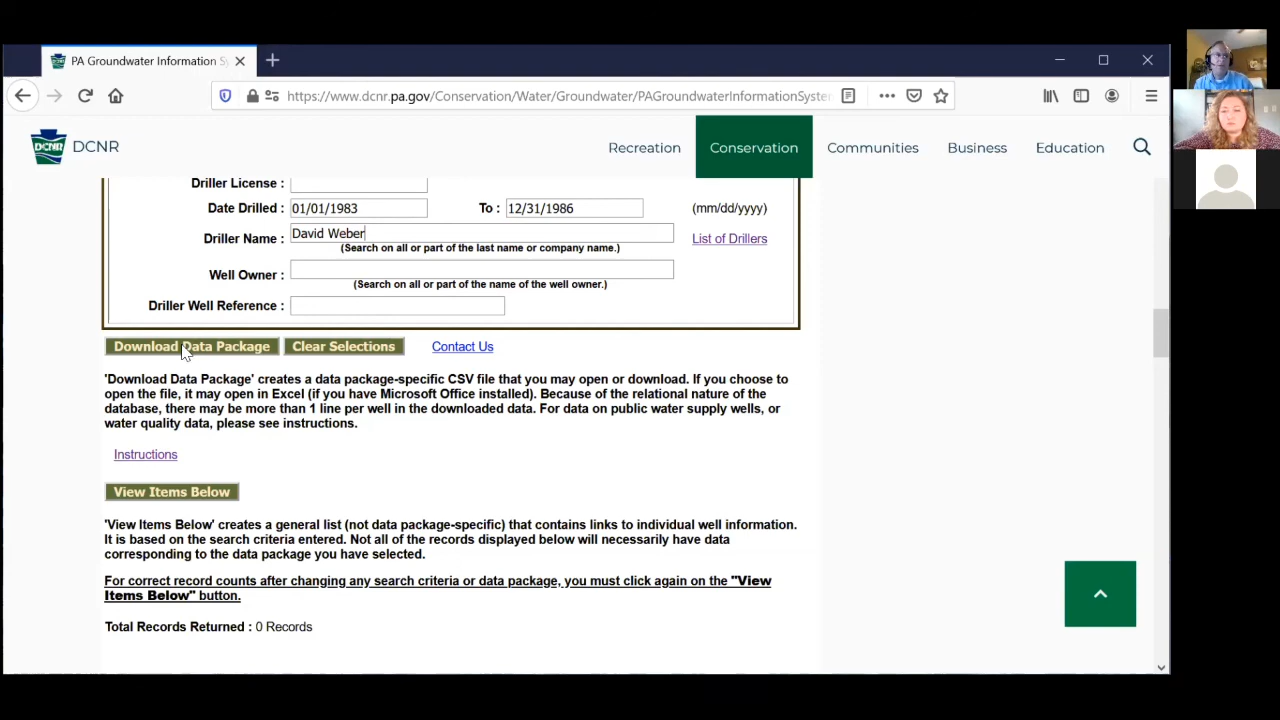 PA Groundwater Information S
https://www.dcnr.pa.gov/Conservation/Water/Groundwater/PAGroundwaterInformationSystem
DCNR
DCNR
Recreation
Conservation
Communities
Business
Education
Driller License :
Date Drilled : 01/01/1983 To : 12/31/1986 (mm/dd/yyyy)
Driller Name : David Weber List of Drillers
(Search on all or part of the last name or company name.)
Well Owner :
(Search on all or part of the name of the well owner.)
Driller Well Reference :
Download Data Package Clear Selections Contact Us
'Download Data Package' creates a data package-specific CSV file that you may open or download. If you choose to
open the file, it may open in Excel (if you have Microsoft Office installed). Because of the relational nature of the
database, there may be more than 1 line per well in the downloaded data. For data on public water supply wells, or
water quality data, please see instructions.
Instructions
View Items Below
'View Items Below' creates a general list (not data package-specific) that contains links to individual well information.
It is based on the search criteria entered. Not all of the records displayed below will necessarily have data
corresponding to the data package you have selected.
For correct record counts after changing any search criteria or data package, you must click again on the "View
Items Below" button.
Total Records Returned : 0 Records